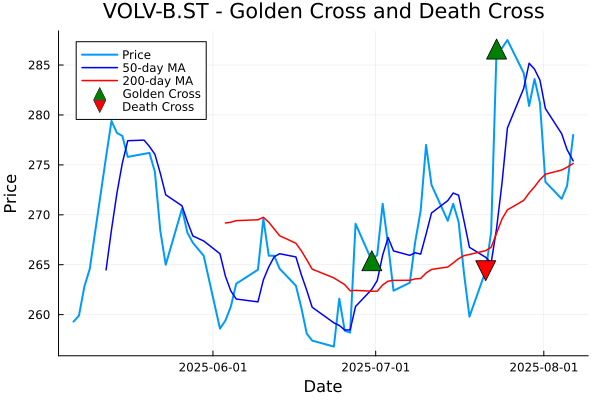 VOLV-B.ST - Golden Cross and Death Cross
Price
50-day MA
200-day MA
Golden Cross
Death Cross
285
280
275
270
265
260
Price
2025-06-01
2025-07-01
2025-08-01
Date